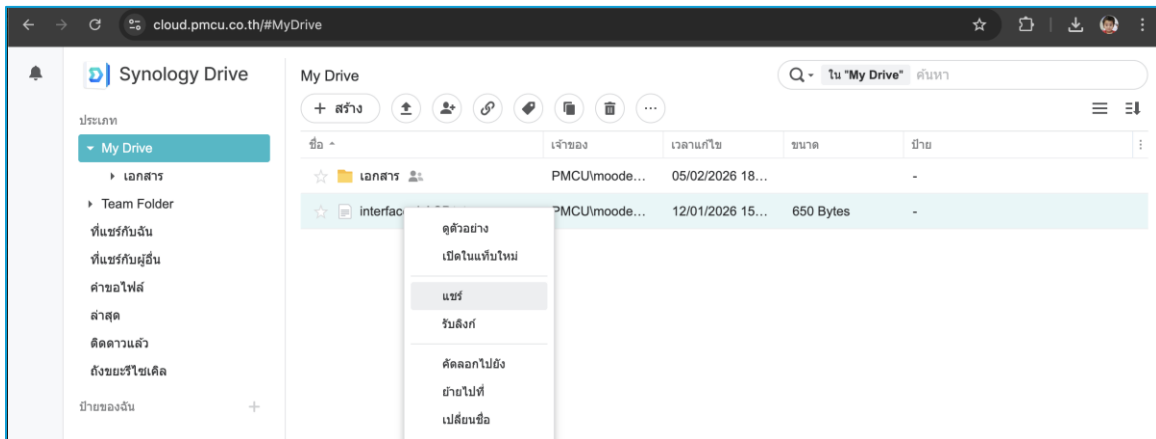 cloud.pmcu.co.th/#MyDrive
Synology Drive
My Drive
ใน "My Drive" ค้นหา
+ สร้าง
ประเภท
My Drive
เอกสาร
Team Folder
ที่แชร์กับฉัน
ที่แชร์กับผู้อื่น
คำขอไฟล์
ล่าสุด
ติดดาวแล้ว
ถังขยะรีไซเคิล
ป้ายของฉัน +
ชื่อ เจ้าของ เวลาแก้ไข ขนาด ป้าย
เอกสาร PMCU\moode... 05/02/2026 18... -
PMCU\moode... 12/01/2026 15... 650 Bytes -
ดูตัวอย่าง
เปิดในแท็บใหม่
แชร์
รับลิงก์
คัดลอกไปยัง
ย้ายไปที่
เปลี่ยนชื่อ